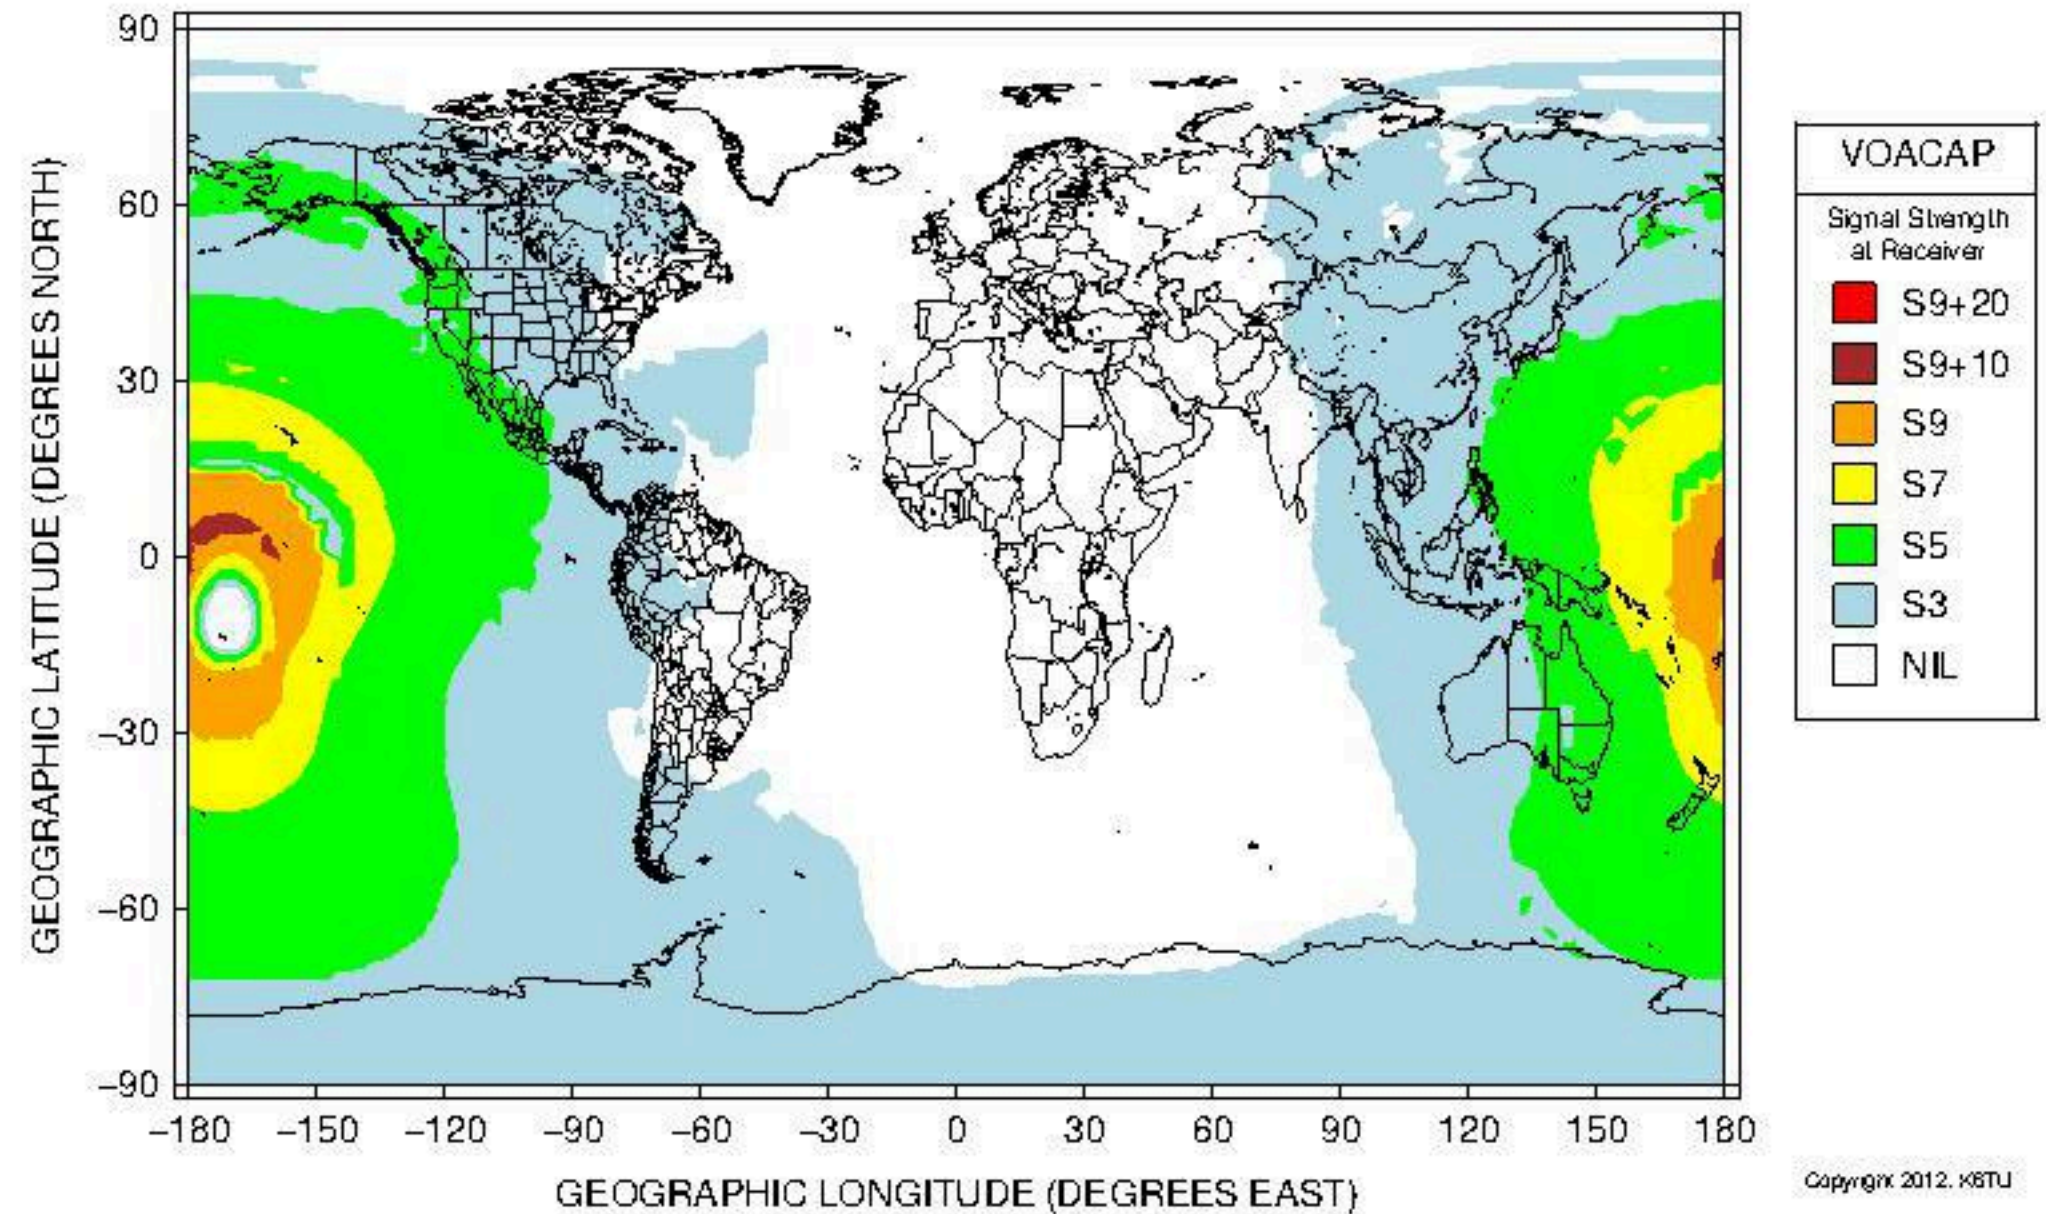 90
60
30
0
−30
−60
−90
GEOGRAPHIC LATITUDE (DEGREES NORTH)
−180 −150 −120 −90 −60 −30 0 30 60 90 120 150 180
GEOGRAPHIC LONGITUDE (DEGREES EAST)
VOACAP
Signal Strength
at Receiver
S9+20
S9+10
S9
S7
S5
S3
NIL
Copyright 2012, K6TU